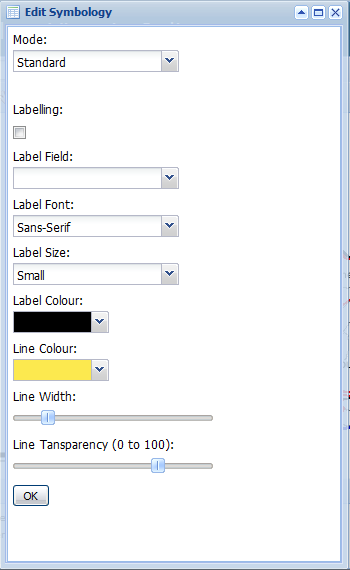 Edit Symbology
Mode:
Standard
Labelling:
Label Field:
Label Font:
Sans-Serif
Label Size:
Small
Label Colour:
Line Colour:
Line Width:
Line Tansparency (0 to 100):
OK